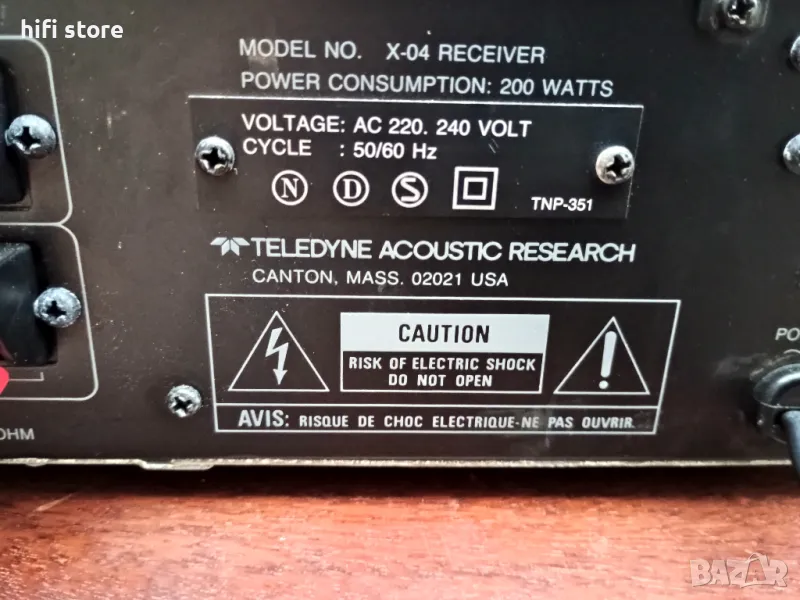 hifi store
MODEL NO. X-04 RECEIVER
POWER CONSUMPTION: 200 WATTS
VOLTAGE: AC 220. 240 VOLT
CYCLE : 50/60 Hz
N D S
TNP-351
TELEDYNE ACOUSTIC RESEARCH
CANTON, MASS. 02021 USA
CAUTION
RISK OF ELECTRIC SHOCK
DO NOT OPEN
AVIS: RISQUE DE CHOC ELECTRIQUE-NE PAS OUVRIR.
OHM
PO
BAZAR